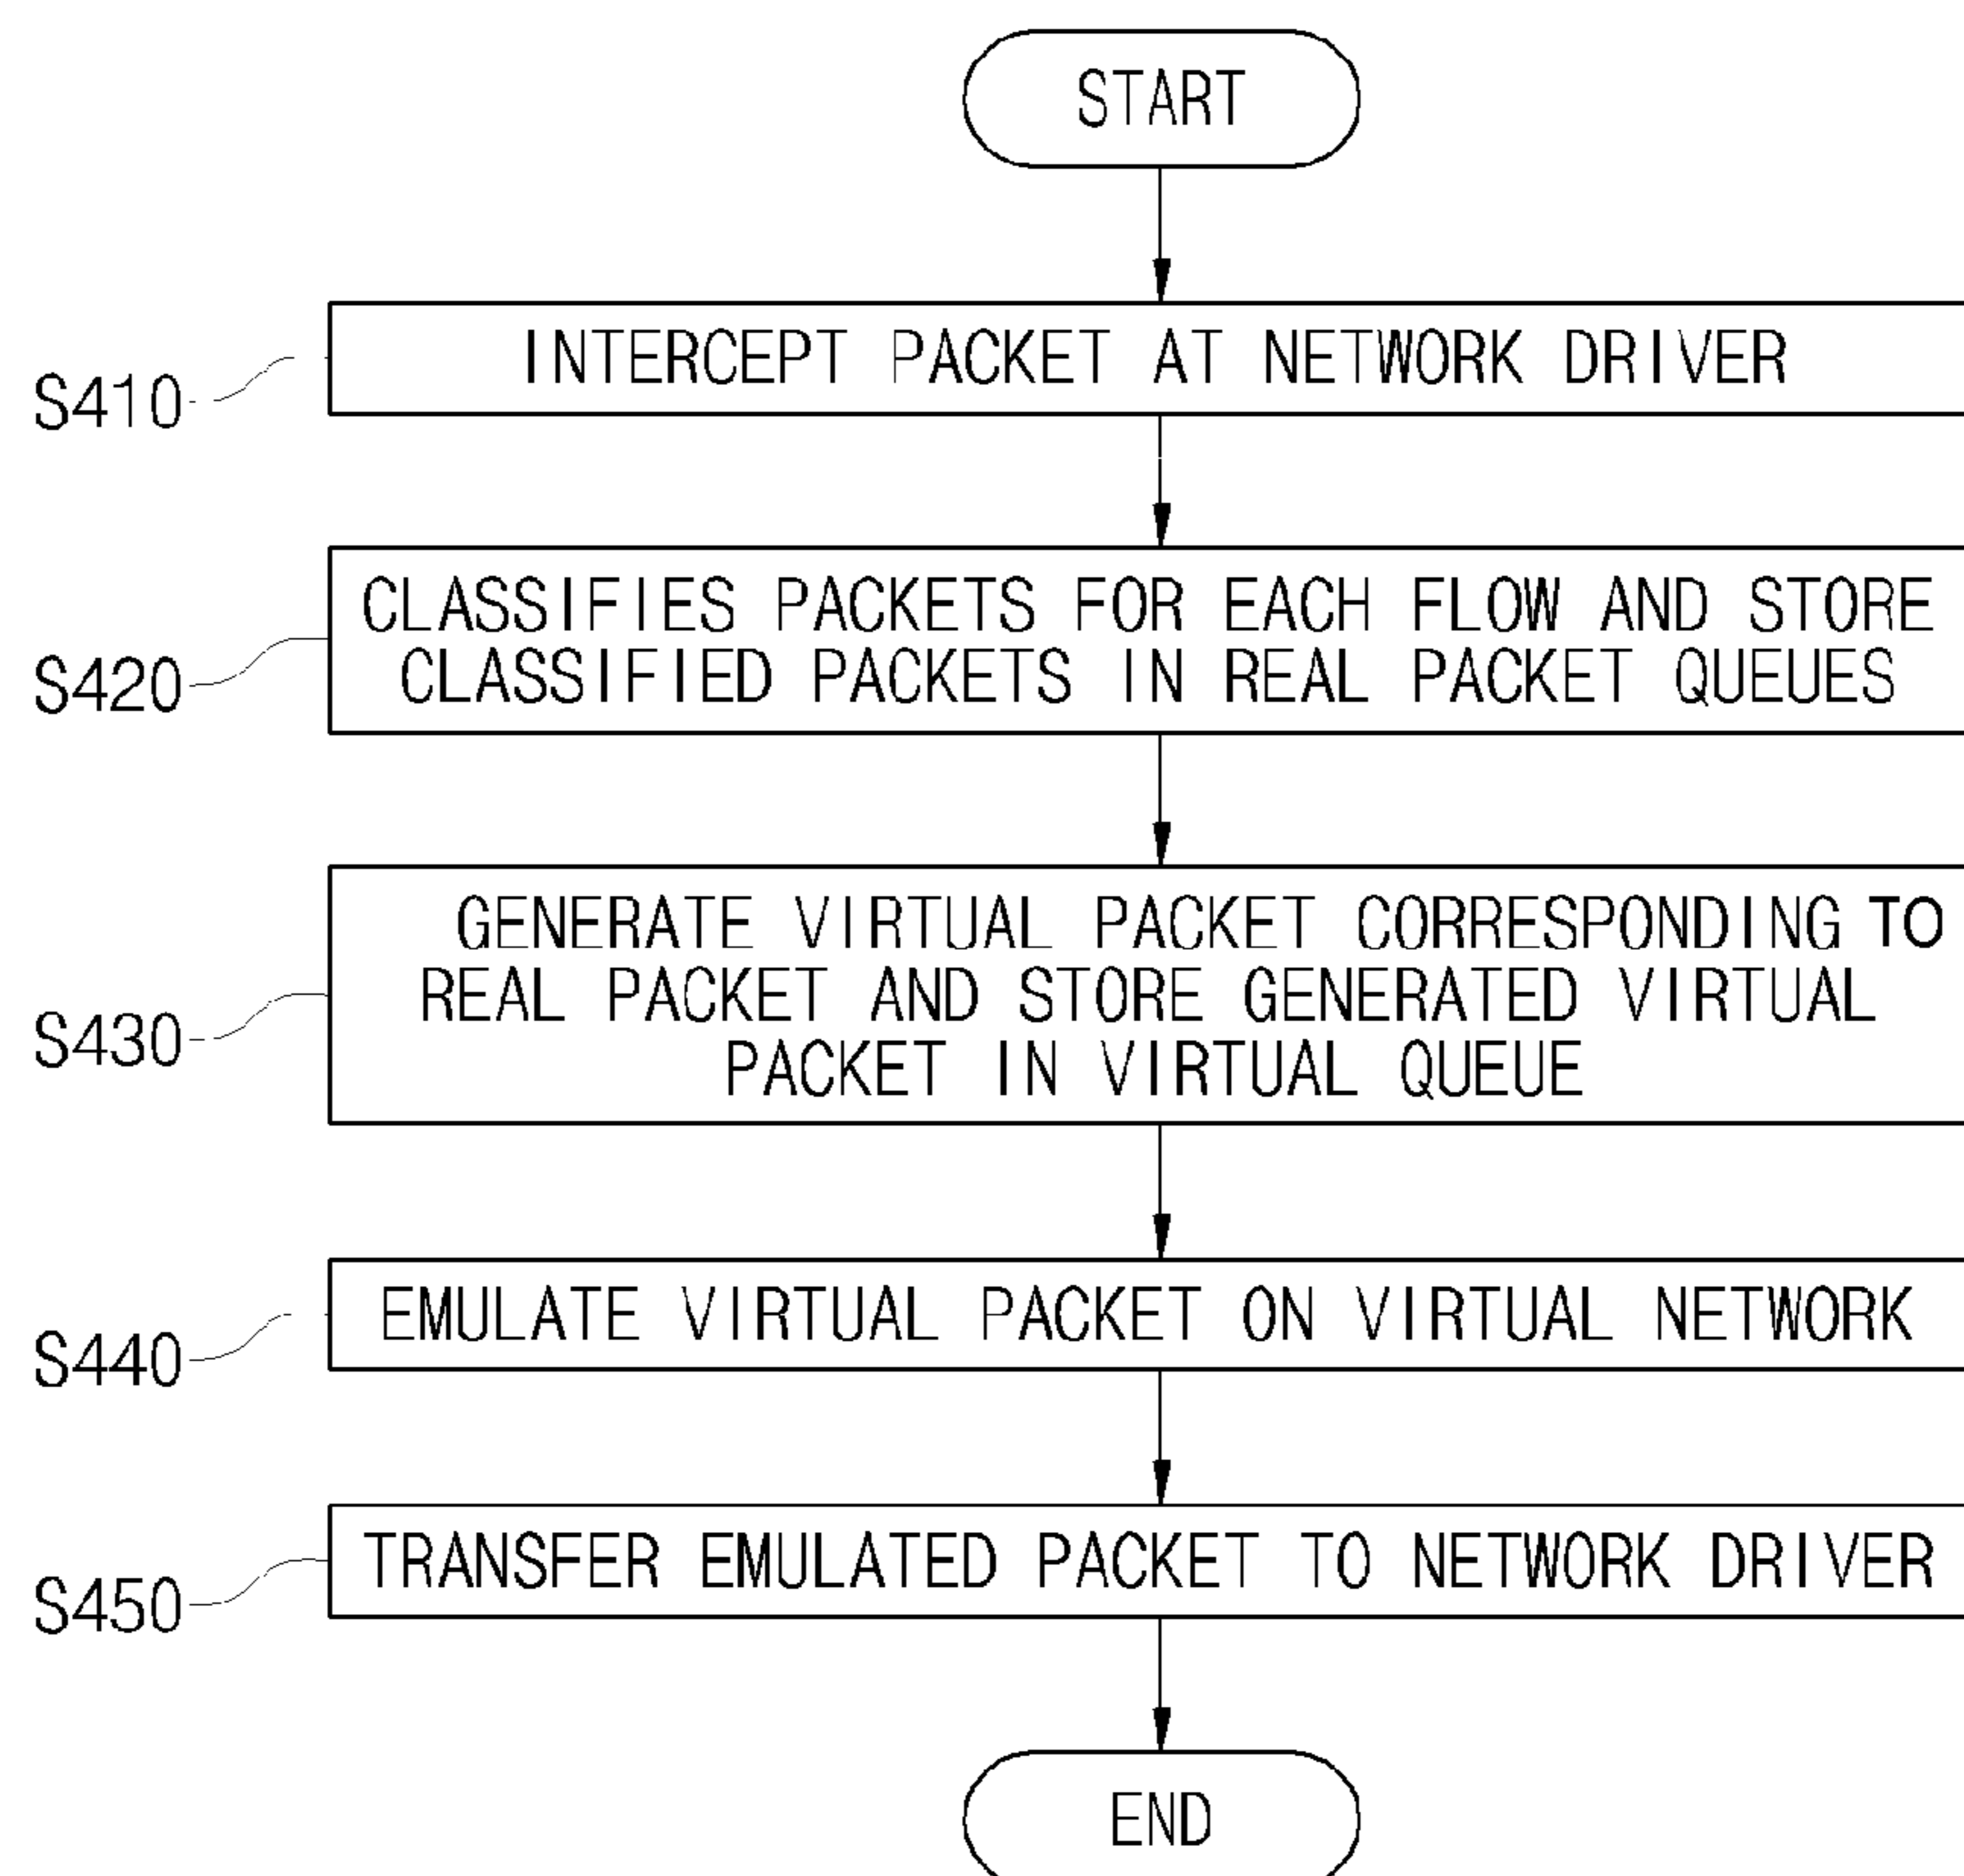 START
INTERCEPT PACKET AT NETWORK DRIVER
S410
CLASSIFIES PACKETS FOR EACH FLOW AND STORE
CLASSIFIED PACKETS IN REAL PACKET QUEUES
S420
GENERATE VIRTUAL PACKET CORRESPONDING TO
REAL PACKET AND STORE GENERATED VIRTUAL
PACKET IN VIRTUAL QUEUE
S430
EMULATE VIRTUAL PACKET ON VIRTUAL NETWORK
S440
TRANSFER EMULATED PACKET TO NETWORK DRIVER
S450
END